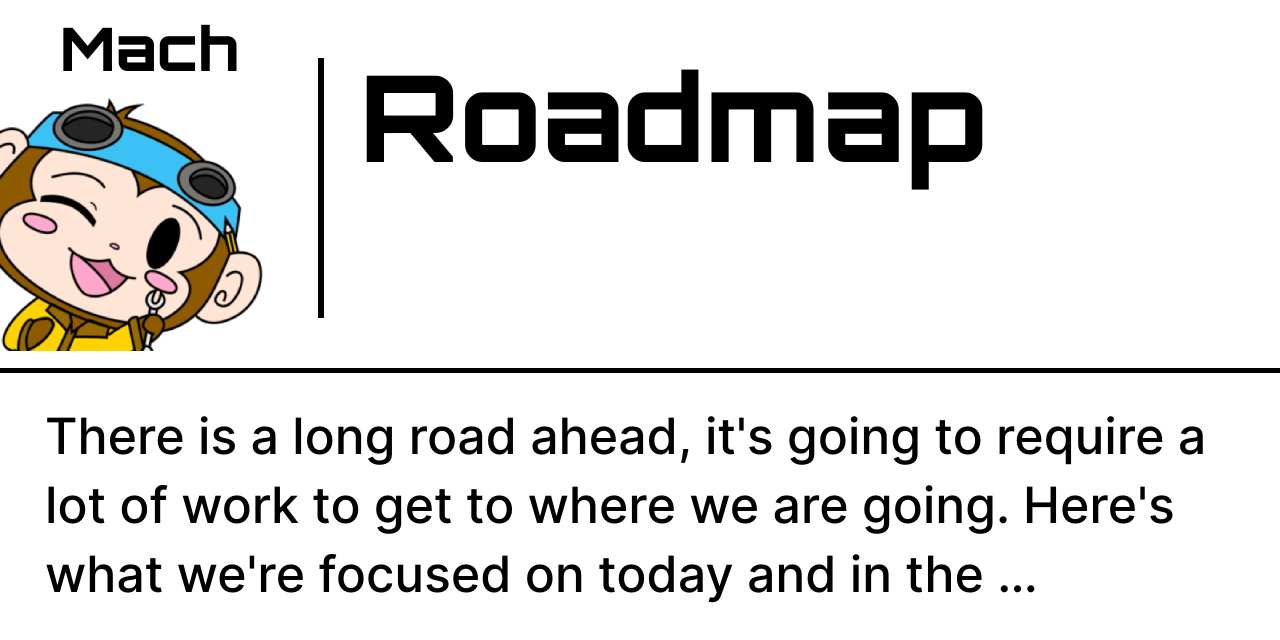 Mach
Roadmap
There is a long road ahead, it's going to require a
lot of work to get to where we are going. Here's
what we're focused on today and in the ...